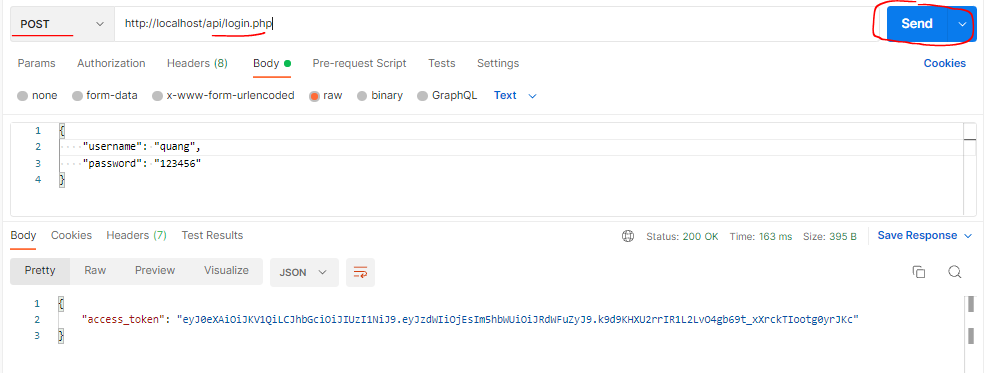 POST http://localhost/api/login.php Send
Params Authorization Headers (8) Body Pre-request Script Tests Settings Cookies
none form-data x-www-form-urlencoded raw binary GraphQL Text
1 {
2 "username": "quang",
3 "password": "123456"
4 }
Body Cookies Headers (7) Test Results Status: 200 OK Time: 163 ms Size: 395 B Save Response
Pretty Raw Preview Visualize JSON
1 {
2 "access_token": "eyJ0eXAiOiJKV1QiLCJhbGciOiJIUzI1NiJ9.eyJzdWIiOjEsIm5hbWUiOiJRdWFuZyJ9.k9d9KHXU2rrIR1L2LvO4gb69t_xXrckTIootg0yrJKc"
3 }